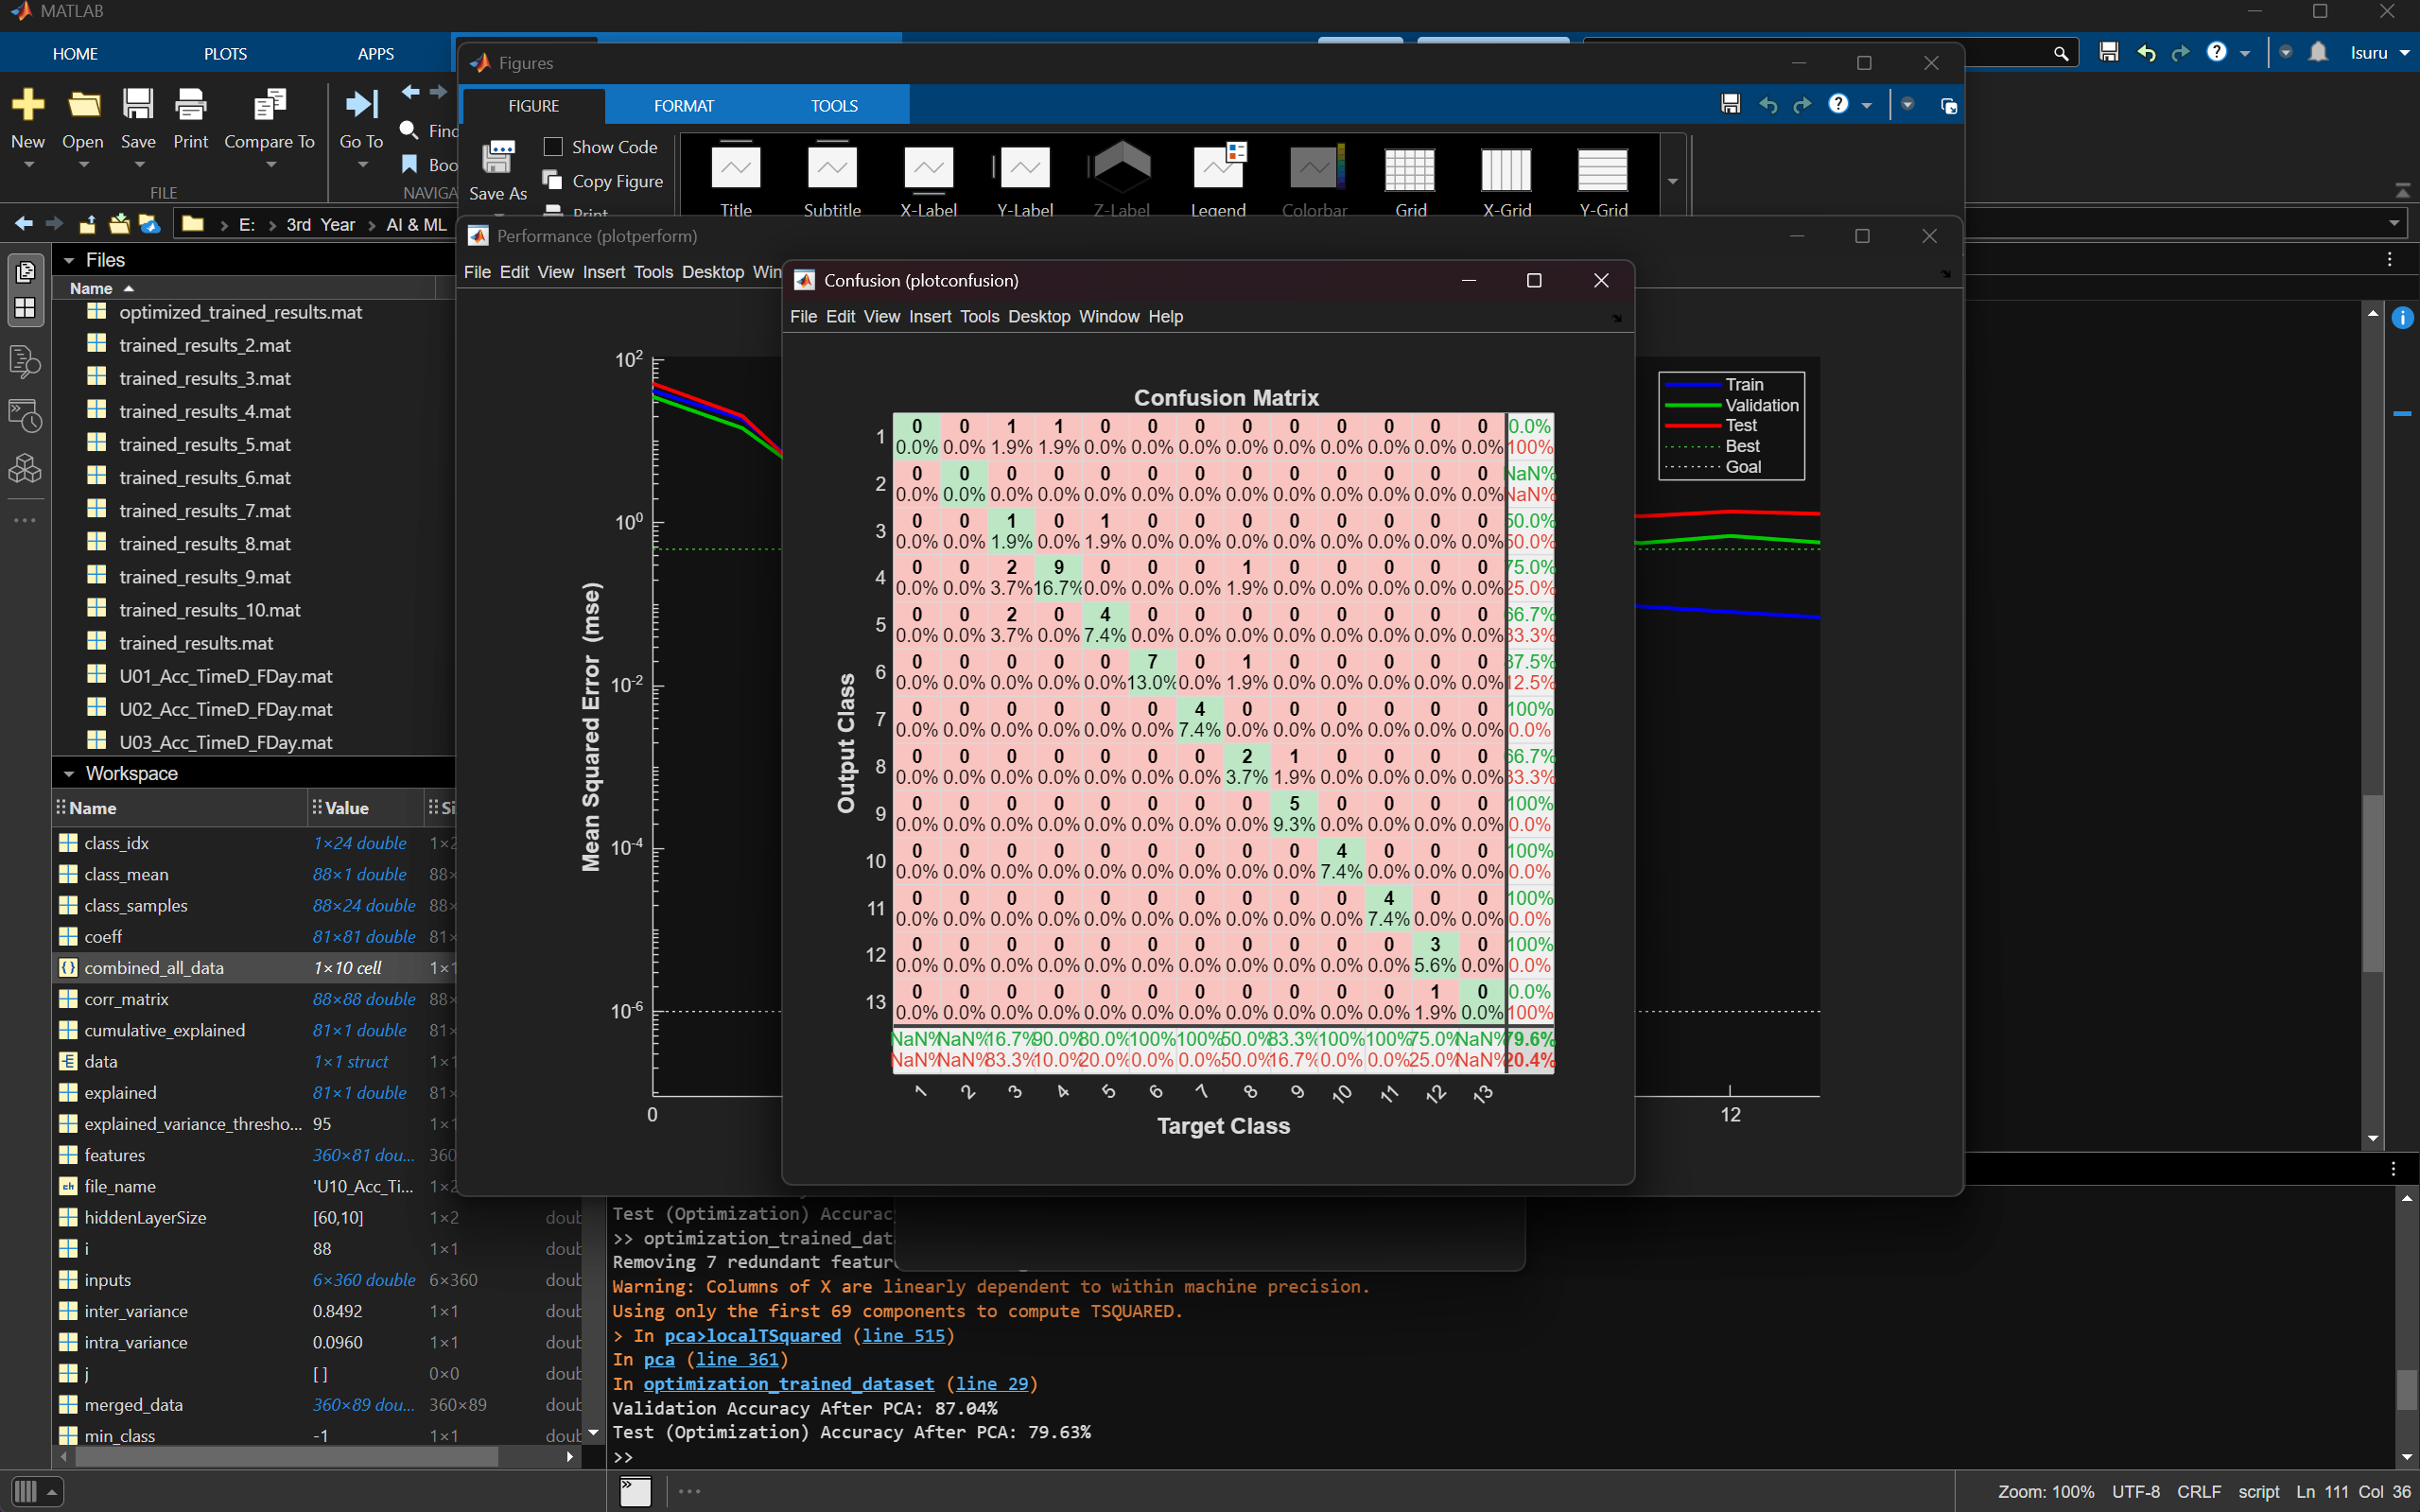 MATLAB
HOME PLOTS APPS
Isuru
New Open Save Print Compare To Go To
Find
Boo
FILE NAVIGA
E: 3rd Year AI & ML
Files
Name
optimized_trained_results.mat
trained_results_2.mat
trained_results_3.mat
trained_results_4.mat
trained_results_5.mat
trained_results_6.mat
trained_results_7.mat
trained_results_8.mat
trained_results_9.mat
trained_results_10.mat
trained_results.mat
U01_Acc_TimeD_FDay.mat
U02_Acc_TimeD_FDay.mat
U03_Acc_TimeD_FDay.mat
Workspace
Name Value Si
class_idx 1×24 double 1×2
class_mean 88×1 double 88×
class_samples 88×24 double 88×
coeff 81×81 double 81×
combined_all_data 1×10 cell 1×1
corr_matrix 88×88 double 88×
cumulative_explained 81×1 double 81×
data 1×1 struct 1×1
explained 81×1 double 81×
explained_variance_thresho... 95 1×1
features 360×81 dou... 360
file_name 'U10_Acc_Ti... 1×2
hiddenLayerSize [60,10] 1×2 doub
i 88 1×1 doub
inputs 6×360 double 6×360 doub
inter_variance 0.8492 1×1 doub
intra_variance 0.0960 1×1 doub
j [] 0×0 doub
merged_data 360×89 dou... 360×89 doub
min_class -1 1×1 doub
Figures
FIGURE FORMAT TOOLS
Save As
Show Code
Copy Figure
Print
Title Subtitle X-Label Y-Label Z-Label Legend Colorbar Grid X-Grid Y-Grid
Performance (plotperform)
File Edit View Insert Tools Desktop Win
10² 10⁰ 10⁻² 10⁻⁴ 10⁻⁶
Mean Squared Error (mse)
0 12
Train
Validation
Test
Best
Goal
Confusion (plotconfusion)
File Edit View Insert Tools Desktop Window Help
Confusion Matrix
Output Class
1 0 0 1 1 0 0 0 0 0 0 0 0 0 0.0%
0.0% 0.0% 1.9% 1.9% 0.0% 0.0% 0.0% 0.0% 0.0% 0.0% 0.0% 0.0% 0.0% 100%
2 0 0 0 0 0 0 0 0 0 0 0 0 0 NaN%
0.0% 0.0% 0.0% 0.0% 0.0% 0.0% 0.0% 0.0% 0.0% 0.0% 0.0% 0.0% 0.0% NaN%
3 0 0 1 0 1 0 0 0 0 0 0 0 0 50.0%
0.0% 0.0% 1.9% 0.0% 1.9% 0.0% 0.0% 0.0% 0.0% 0.0% 0.0% 0.0% 0.0% 50.0%
4 0 0 2 9 0 0 0 1 0 0 0 0 0 75.0%
0.0% 0.0% 3.7% 16.7% 0.0% 0.0% 0.0% 1.9% 0.0% 0.0% 0.0% 0.0% 0.0% 25.0%
5 0 0 2 0 4 0 0 0 0 0 0 0 0 66.7%
0.0% 0.0% 3.7% 0.0% 7.4% 0.0% 0.0% 0.0% 0.0% 0.0% 0.0% 0.0% 0.0% 33.3%
6 0 0 0 0 0 7 0 1 0 0 0 0 0 87.5%
0.0% 0.0% 0.0% 0.0% 0.0% 13.0% 0.0% 1.9% 0.0% 0.0% 0.0% 0.0% 0.0% 12.5%
7 0 0 0 0 0 0 4 0 0 0 0 0 0 100%
0.0% 0.0% 0.0% 0.0% 0.0% 0.0% 7.4% 0.0% 0.0% 0.0% 0.0% 0.0% 0.0% 0.0%
8 0 0 0 0 0 0 0 2 1 0 0 0 0 66.7%
0.0% 0.0% 0.0% 0.0% 0.0% 0.0% 0.0% 3.7% 1.9% 0.0% 0.0% 0.0% 0.0% 33.3%
9 0 0 0 0 0 0 0 0 5 0 0 0 0 100%
0.0% 0.0% 0.0% 0.0% 0.0% 0.0% 0.0% 0.0% 9.3% 0.0% 0.0% 0.0% 0.0% 0.0%
10 0 0 0 0 0 0 0 0 0 4 0 0 0 100%
0.0% 0.0% 0.0% 0.0% 0.0% 0.0% 0.0% 0.0% 0.0% 7.4% 0.0% 0.0% 0.0% 0.0%
11 0 0 0 0 0 0 0 0 0 0 4 0 0 100%
0.0% 0.0% 0.0% 0.0% 0.0% 0.0% 0.0% 0.0% 0.0% 0.0% 7.4% 0.0% 0.0% 0.0%
12 0 0 0 0 0 0 0 0 0 0 0 3 0 100%
0.0% 0.0% 0.0% 0.0% 0.0% 0.0% 0.0% 0.0% 0.0% 0.0% 0.0% 5.6% 0.0% 0.0%
13 0 0 0 0 0 0 0 0 0 0 0 1 0 0.0%
0.0% 0.0% 0.0% 0.0% 0.0% 0.0% 0.0% 0.0% 0.0% 0.0% 0.0% 1.9% 0.0% 100%
NaN% NaN% 16.7% 90.0% 80.0% 100% 100% 50.0% 83.3% 100% 100% 75.0% NaN% 79.6%
NaN% NaN% 83.3% 10.0% 20.0% 0.0% 0.0% 50.0% 16.7% 0.0% 0.0% 25.0% NaN% 20.4%
1 2 3 4 5 6 7 8 9 10 11 12 13
Target Class
Test (Optimization) Accurac
>> optimization_trained_dat
Removing 7 redundant featur
Warning: Columns of X are linearly dependent to within machine precision.
Using only the first 69 components to compute TSQUARED.
> In pca>localTSquared (line 515)
In pca (line 361)
In optimization_trained_dataset (line 29)
Validation Accuracy After PCA: 87.04%
Test (Optimization) Accuracy After PCA: 79.63%
>>
Zoom: 100% UTF-8 CRLF script Ln 111 Col 36